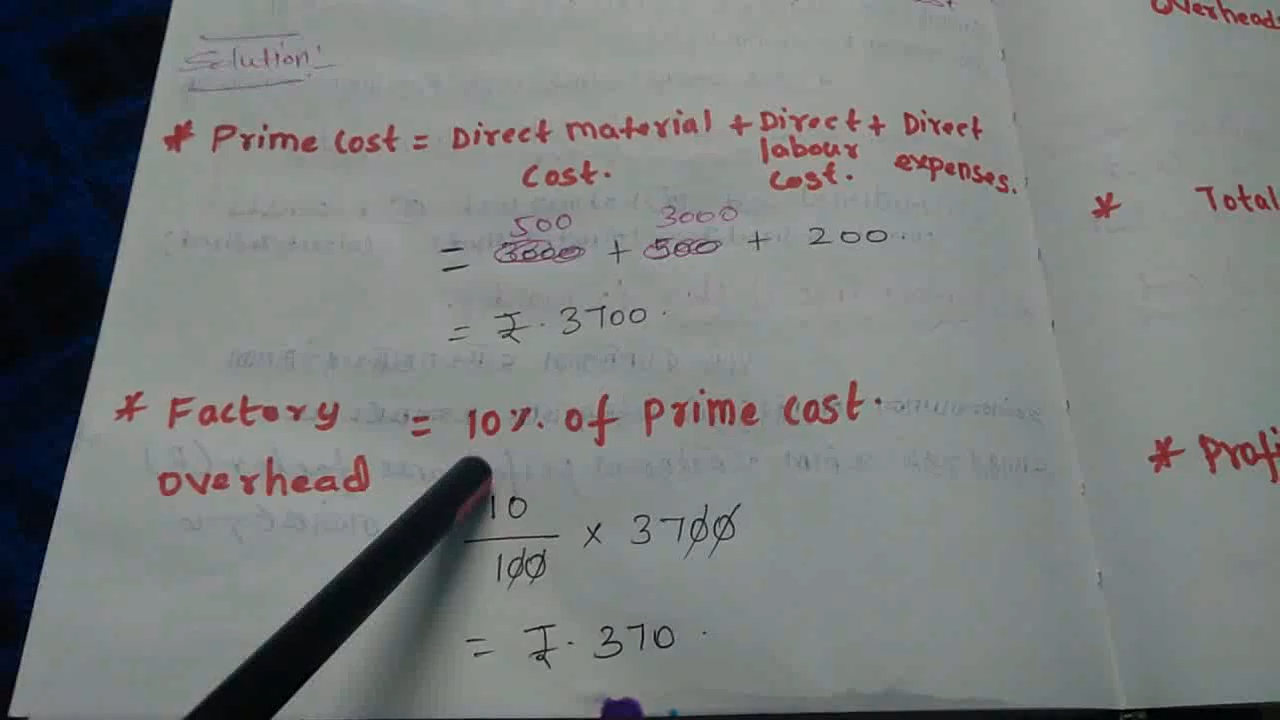 Solution:
* Prime Cost = Direct material + Direct + Direct
cost. labour expenses.
cost.
500 3000
= 3000 + 500 + 200.
= ₹. 3700.
* Factory = 10% of prime cost.
overhead
10
100 × 3700
= ₹. 370.
overheads
* Total
* Profi